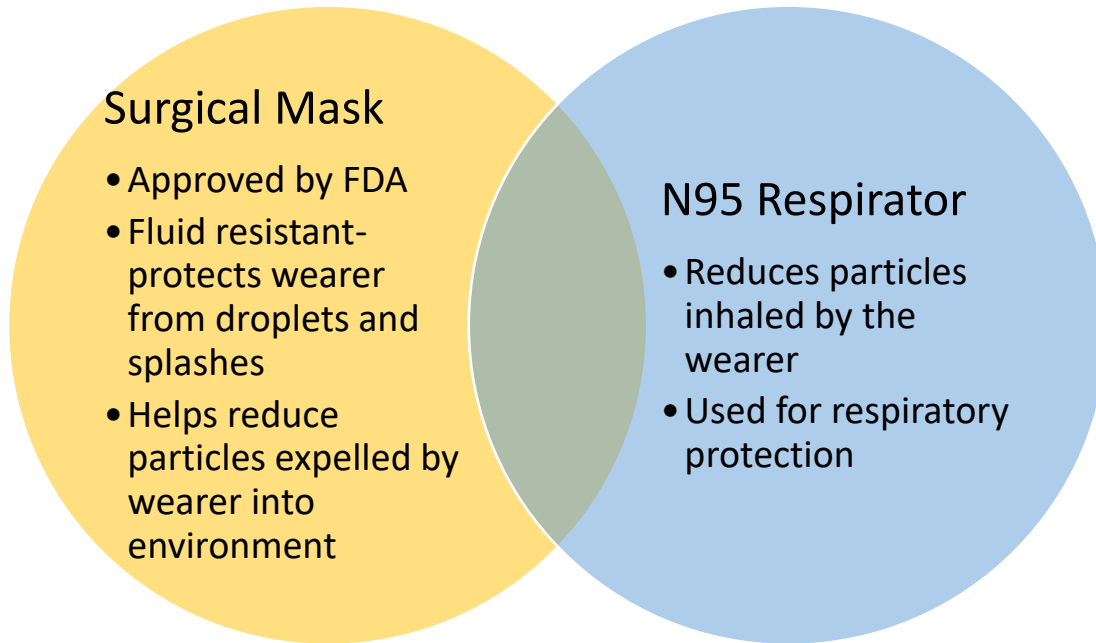 Surgical Mask
•Approved by FDA
•Fluid resistant-
protects wearer
from droplets and
splashes
•Helps reduce
particles expelled by
wearer into
environment
N95 Respirator
•Reduces particles
inhaled by the
wearer
•Used for respiratory
protection